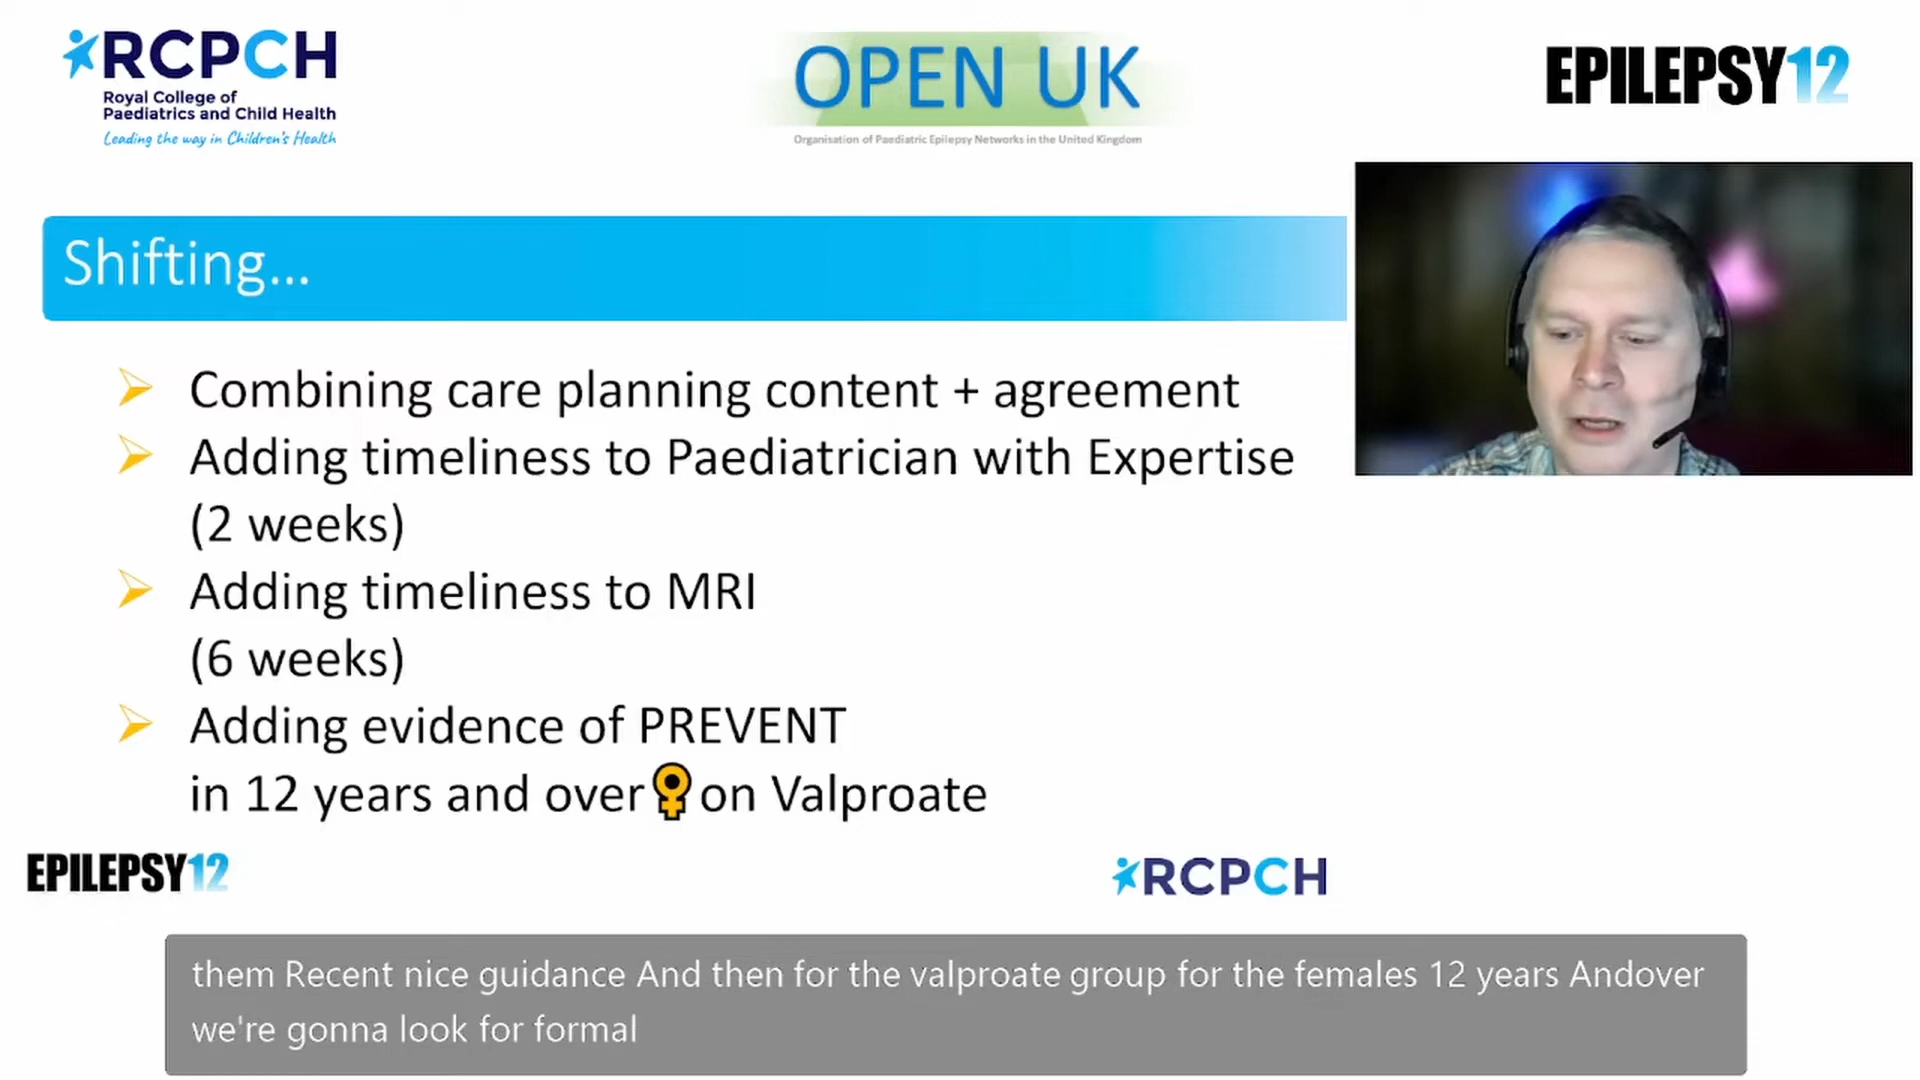 RCPCH
Royal College of
Paediatrics and Child Health
Leading the way in Children's Health
OPEN UK
Organisation of Paediatric Epilepsy Networks in the United Kingdom
EPILEPSY12
Shifting...
Combining care planning content + agreement
Adding timeliness to Paediatrician with Expertise
(2 weeks)
Adding timeliness to MRI
(6 weeks)
Adding evidence of PREVENT
in 12 years and over on Valproate
EPILEPSY12
RCPCH
them Recent nice guidance And then for the valproate group for the females 12 years Andover
we're gonna look for formal